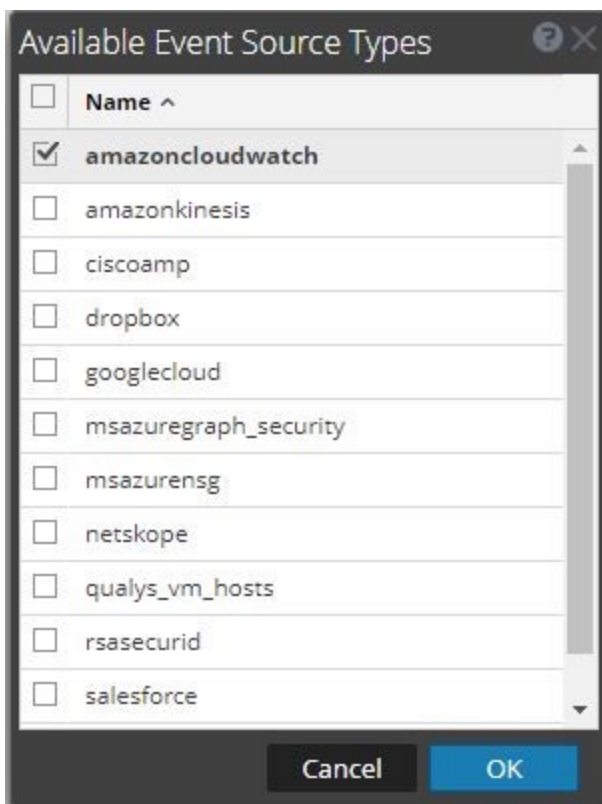 Available Event Source Types
Name
amazoncloudwatch
amazonkinesis
ciscoamp
dropbox
googlecloud
msazuregraph_security
msazurensg
netskope
qualys_vm_hosts
rsasecurid
salesforce
Cancel OK